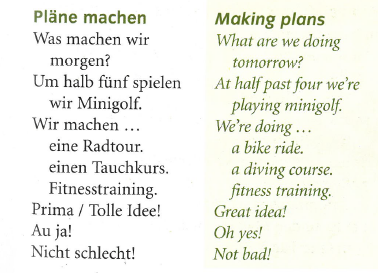 Pläne machen
Was machen wir
morgen?
Um halb fünf spielen
wir Minigolf.
Wir machen …
eine Radtour.
einen Tauchkurs.
Fitnesstraining.
Prima / Tolle Idee!
Au ja!
Nicht schlecht!
Making plans
What are we doing
tomorrow?
At half past four we're
playing minigolf.
We're doing …
a bike ride.
a diving course.
fitness training.
Great idea!
Oh yes!
Not bad!